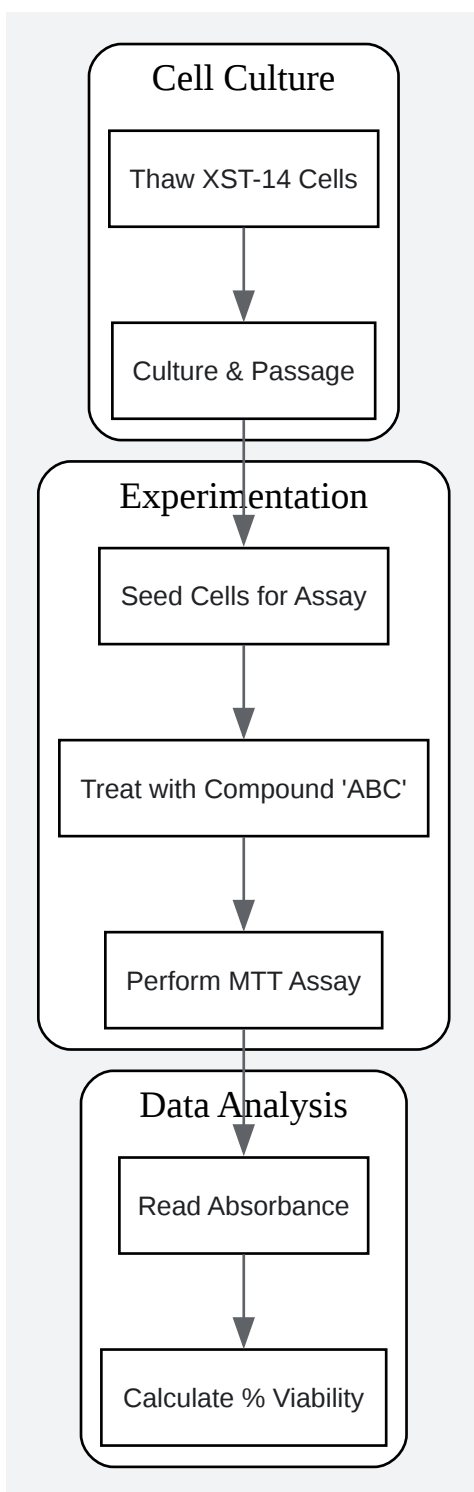 Cell Culture
Thaw XST-14 Cells
Culture & Passage
Experimentation
Seed Cells for Assay
Treat with Compound 'ABC'
Perform MTT Assay
Data Analysis
Read Absorbance
Calculate % Viability